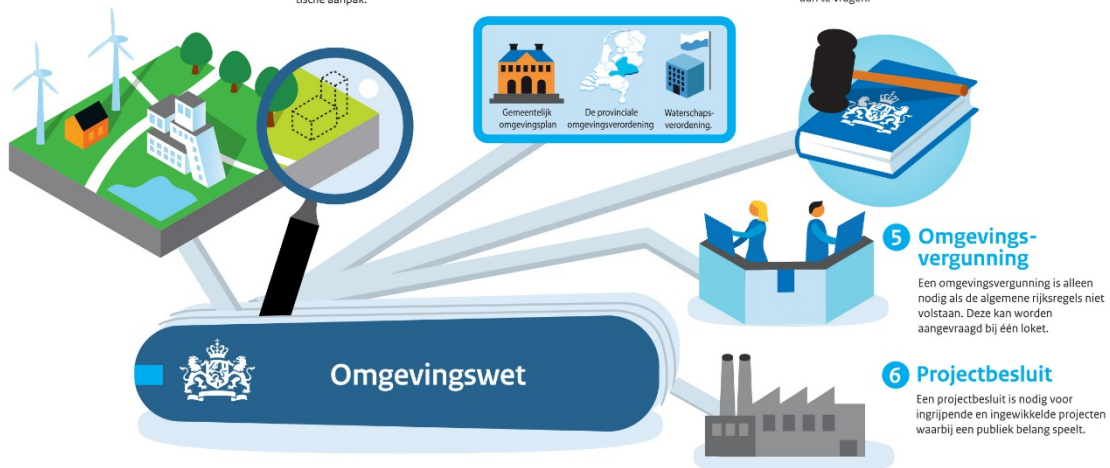 tische aanpak.
aan te vragen.
Gemeentelijk
omgevingsplan
De provinciale
omgevingsverordening
Waterschaps-
verordening.
5 Omgevings-
vergunning
Een omgevingsvergunning is alleen
nodig als de algemene rijksregels niet
volstaan. Deze kan worden
aangevraagd bij één loket.
Omgevingswet
6 Projectbesluit
Een projectbesluit is nodig voor
ingrijpende en ingewikkelde projecten
waarbij een publiek belang speelt.